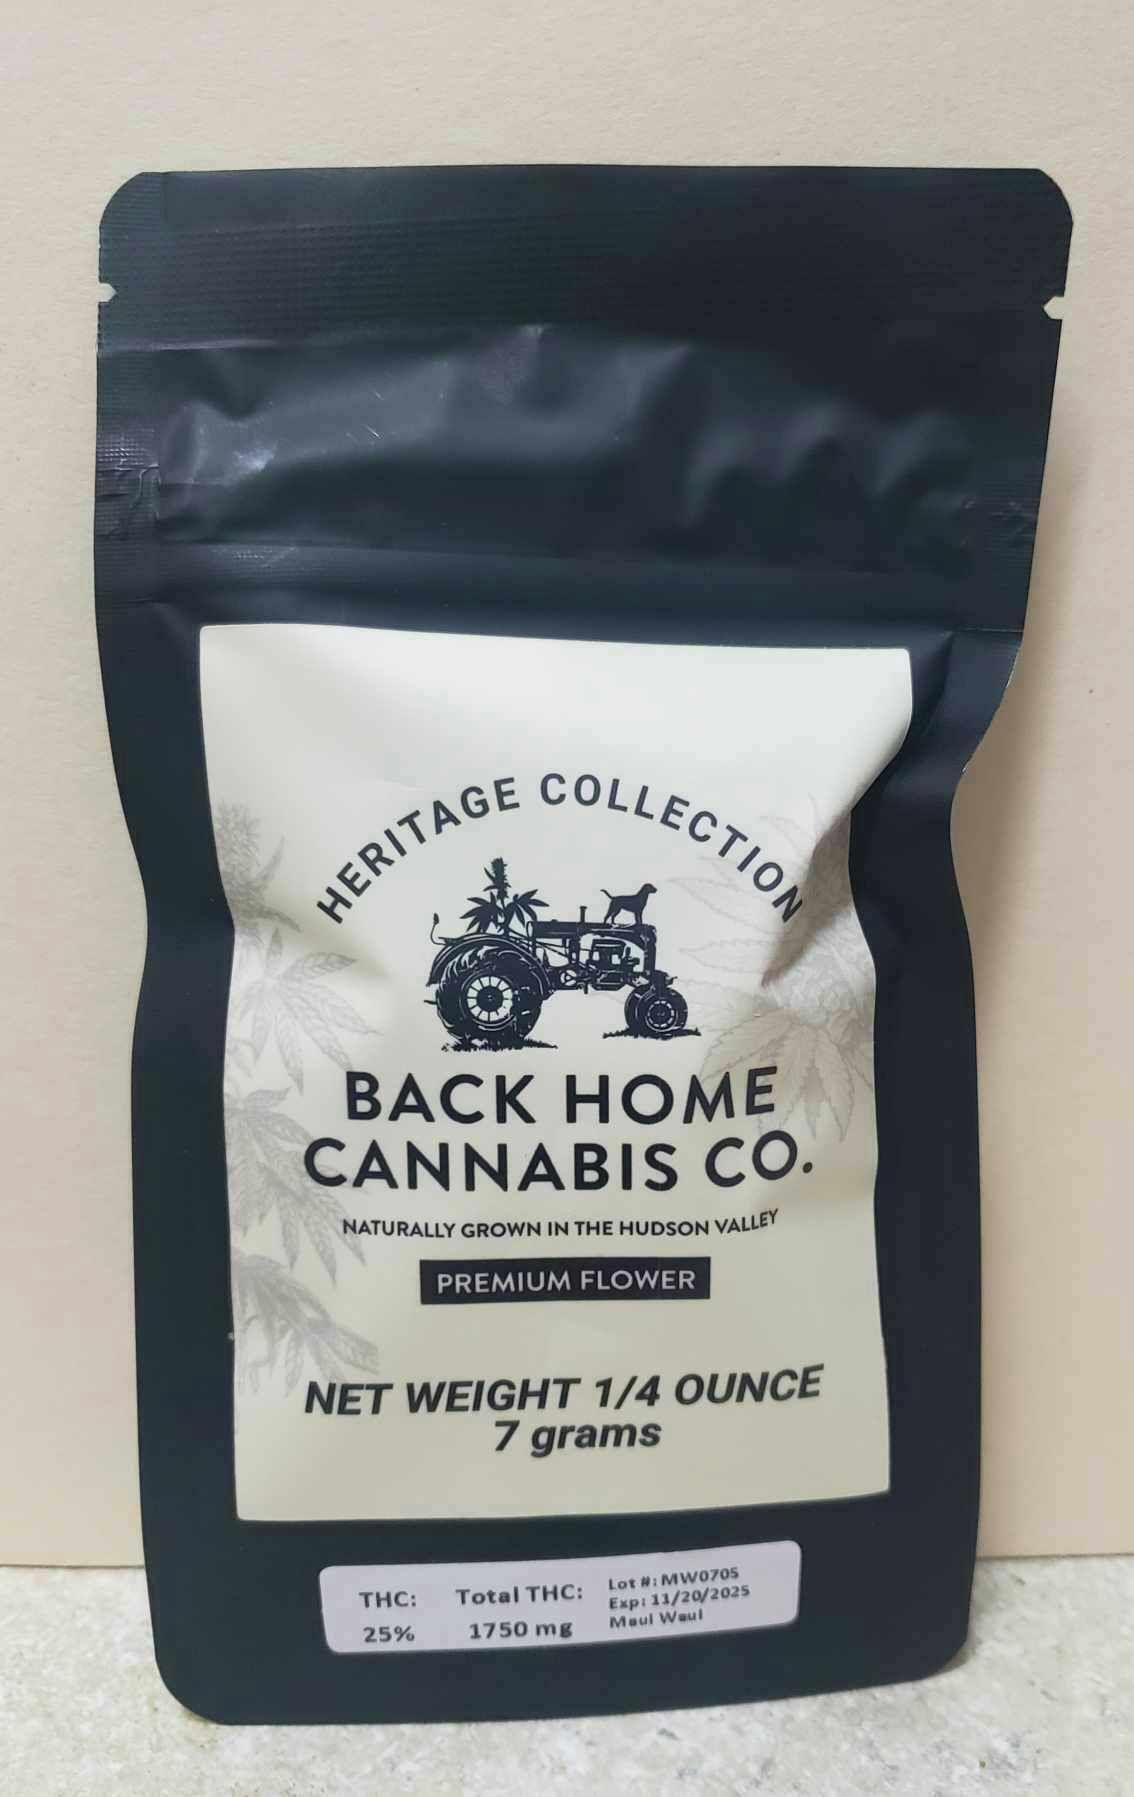 HERITAGE COLLECTION
BACK HOME
CANNABIS CO.
NATURALLY GROWN IN THE HUDSON VALLEY
PREMIUM FLOWER
NET WEIGHT 1/4 OUNCE
7 grams
THC:
25%
Total THC:
1750 mg
Lot #: MW0705
Exp: 11/20/2025
Maui Waui